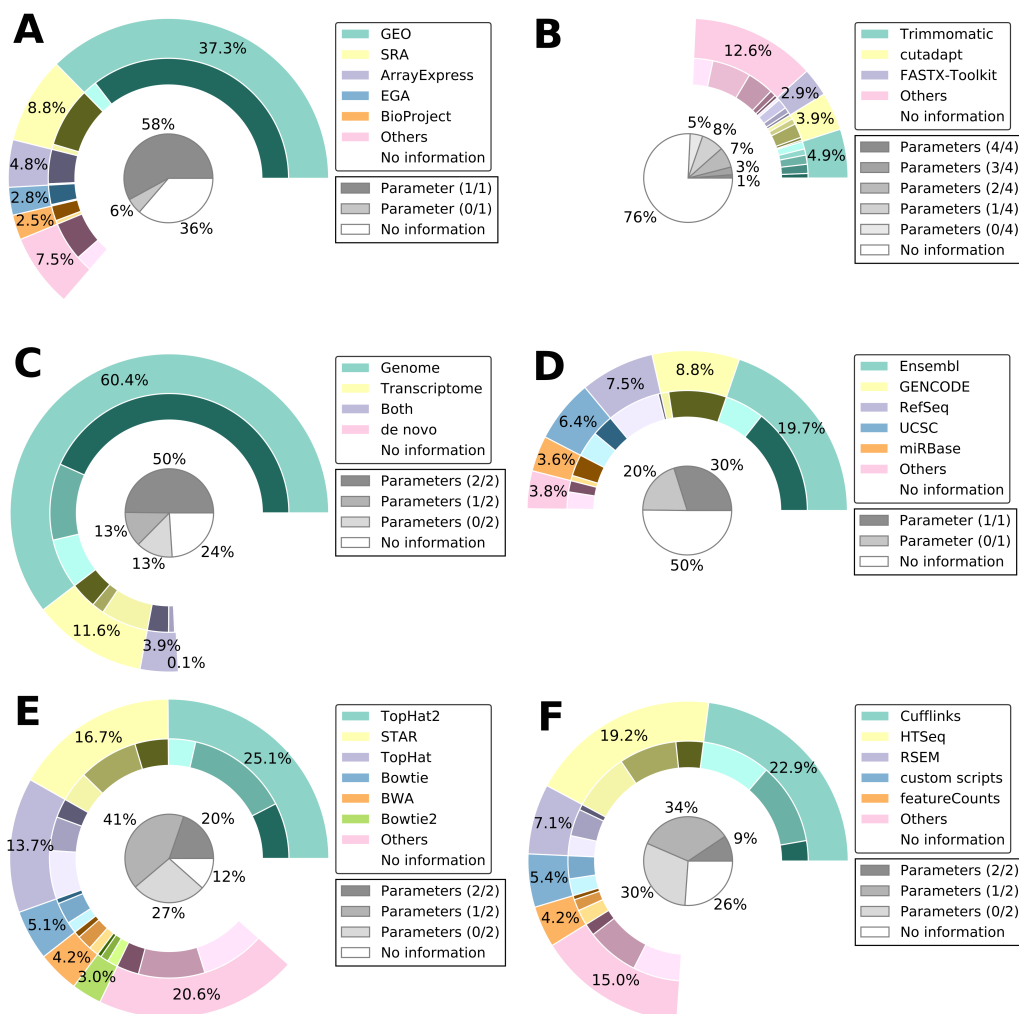 A
37.3%
8.8%
4.8%
2.8%
2.5%
7.5%
58%
6%
36%
GEO
SRA
ArrayExpress
EGA
BioProject
Others
No information
Parameter (1/1)
Parameter (0/1)
No information
B
12.6%
2.9%
3.9%
4.9%
5%
8%
7%
3%
1%
76%
Trimmomatic
cutadapt
FASTX-Toolkit
Others
No information
Parameters (4/4)
Parameters (3/4)
Parameters (2/4)
Parameters (1/4)
Parameters (0/4)
No information
C
60.4%
11.6%
3.9%
0.1%
50%
13%
13%
24%
Genome
Transcriptome
Both
de novo
No information
Parameters (2/2)
Parameters (1/2)
Parameters (0/2)
No information
D
19.7%
8.8%
7.5%
6.4%
3.6%
3.8%
20%
30%
50%
Ensembl
GENCODE
RefSeq
UCSC
miRBase
Others
No information
Parameter (1/1)
Parameter (0/1)
No information
E
25.1%
16.7%
13.7%
5.1%
4.2%
3.0%
20.6%
41%
20%
12%
27%
TopHat2
STAR
TopHat
Bowtie
BWA
Bowtie2
Others
No information
Parameters (2/2)
Parameters (1/2)
Parameters (0/2)
No information
F
22.9%
19.2%
7.1%
5.4%
4.2%
15.0%
34%
9%
30%
26%
Cufflinks
HTSeq
RSEM
custom scripts
featureCounts
Others
No information
Parameters (2/2)
Parameters (1/2)
Parameters (0/2)
No information